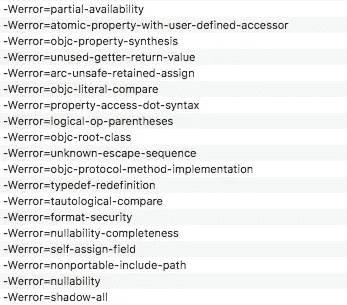 -Werror=partial-availability
-Werror=atomic-property-with-user-defined-accessor
-Werror=objc-property-synthesis
-Werror=unused-getter-return-value
-Werror=arc-unsafe-retained-assign
-Werror=objc-literal-compare
-Werror=property-access-dot-syntax
-Werror=logical-op-parentheses
-Werror=objc-root-class
-Werror=unknown-escape-sequence
-Werror=objc-protocol-method-implementation
-Werror=typedef-redefinition
-Werror=tautological-compare
-Werror=format-security
-Werror=nullability-completeness
-Werror=self-assign-field
-Werror=nonportable-include-path
-Werror=nullability
-Werror=shadow-all